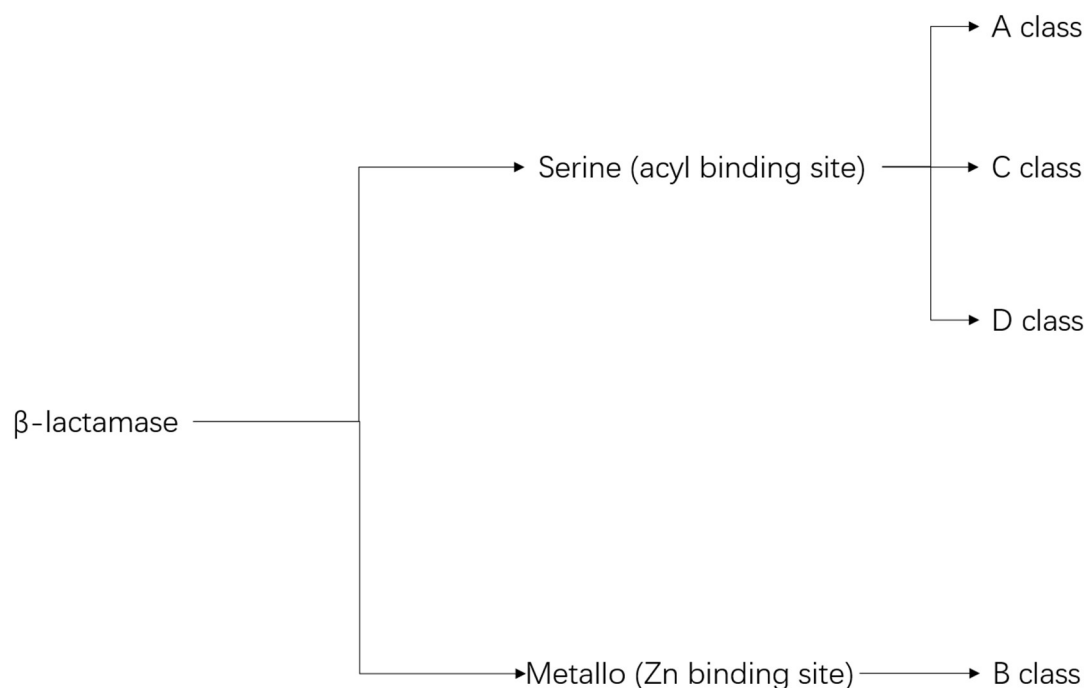 A class
Serine (acyl binding site)
C class
D class
β-lactamase
Metallo (Zn binding site)
B class